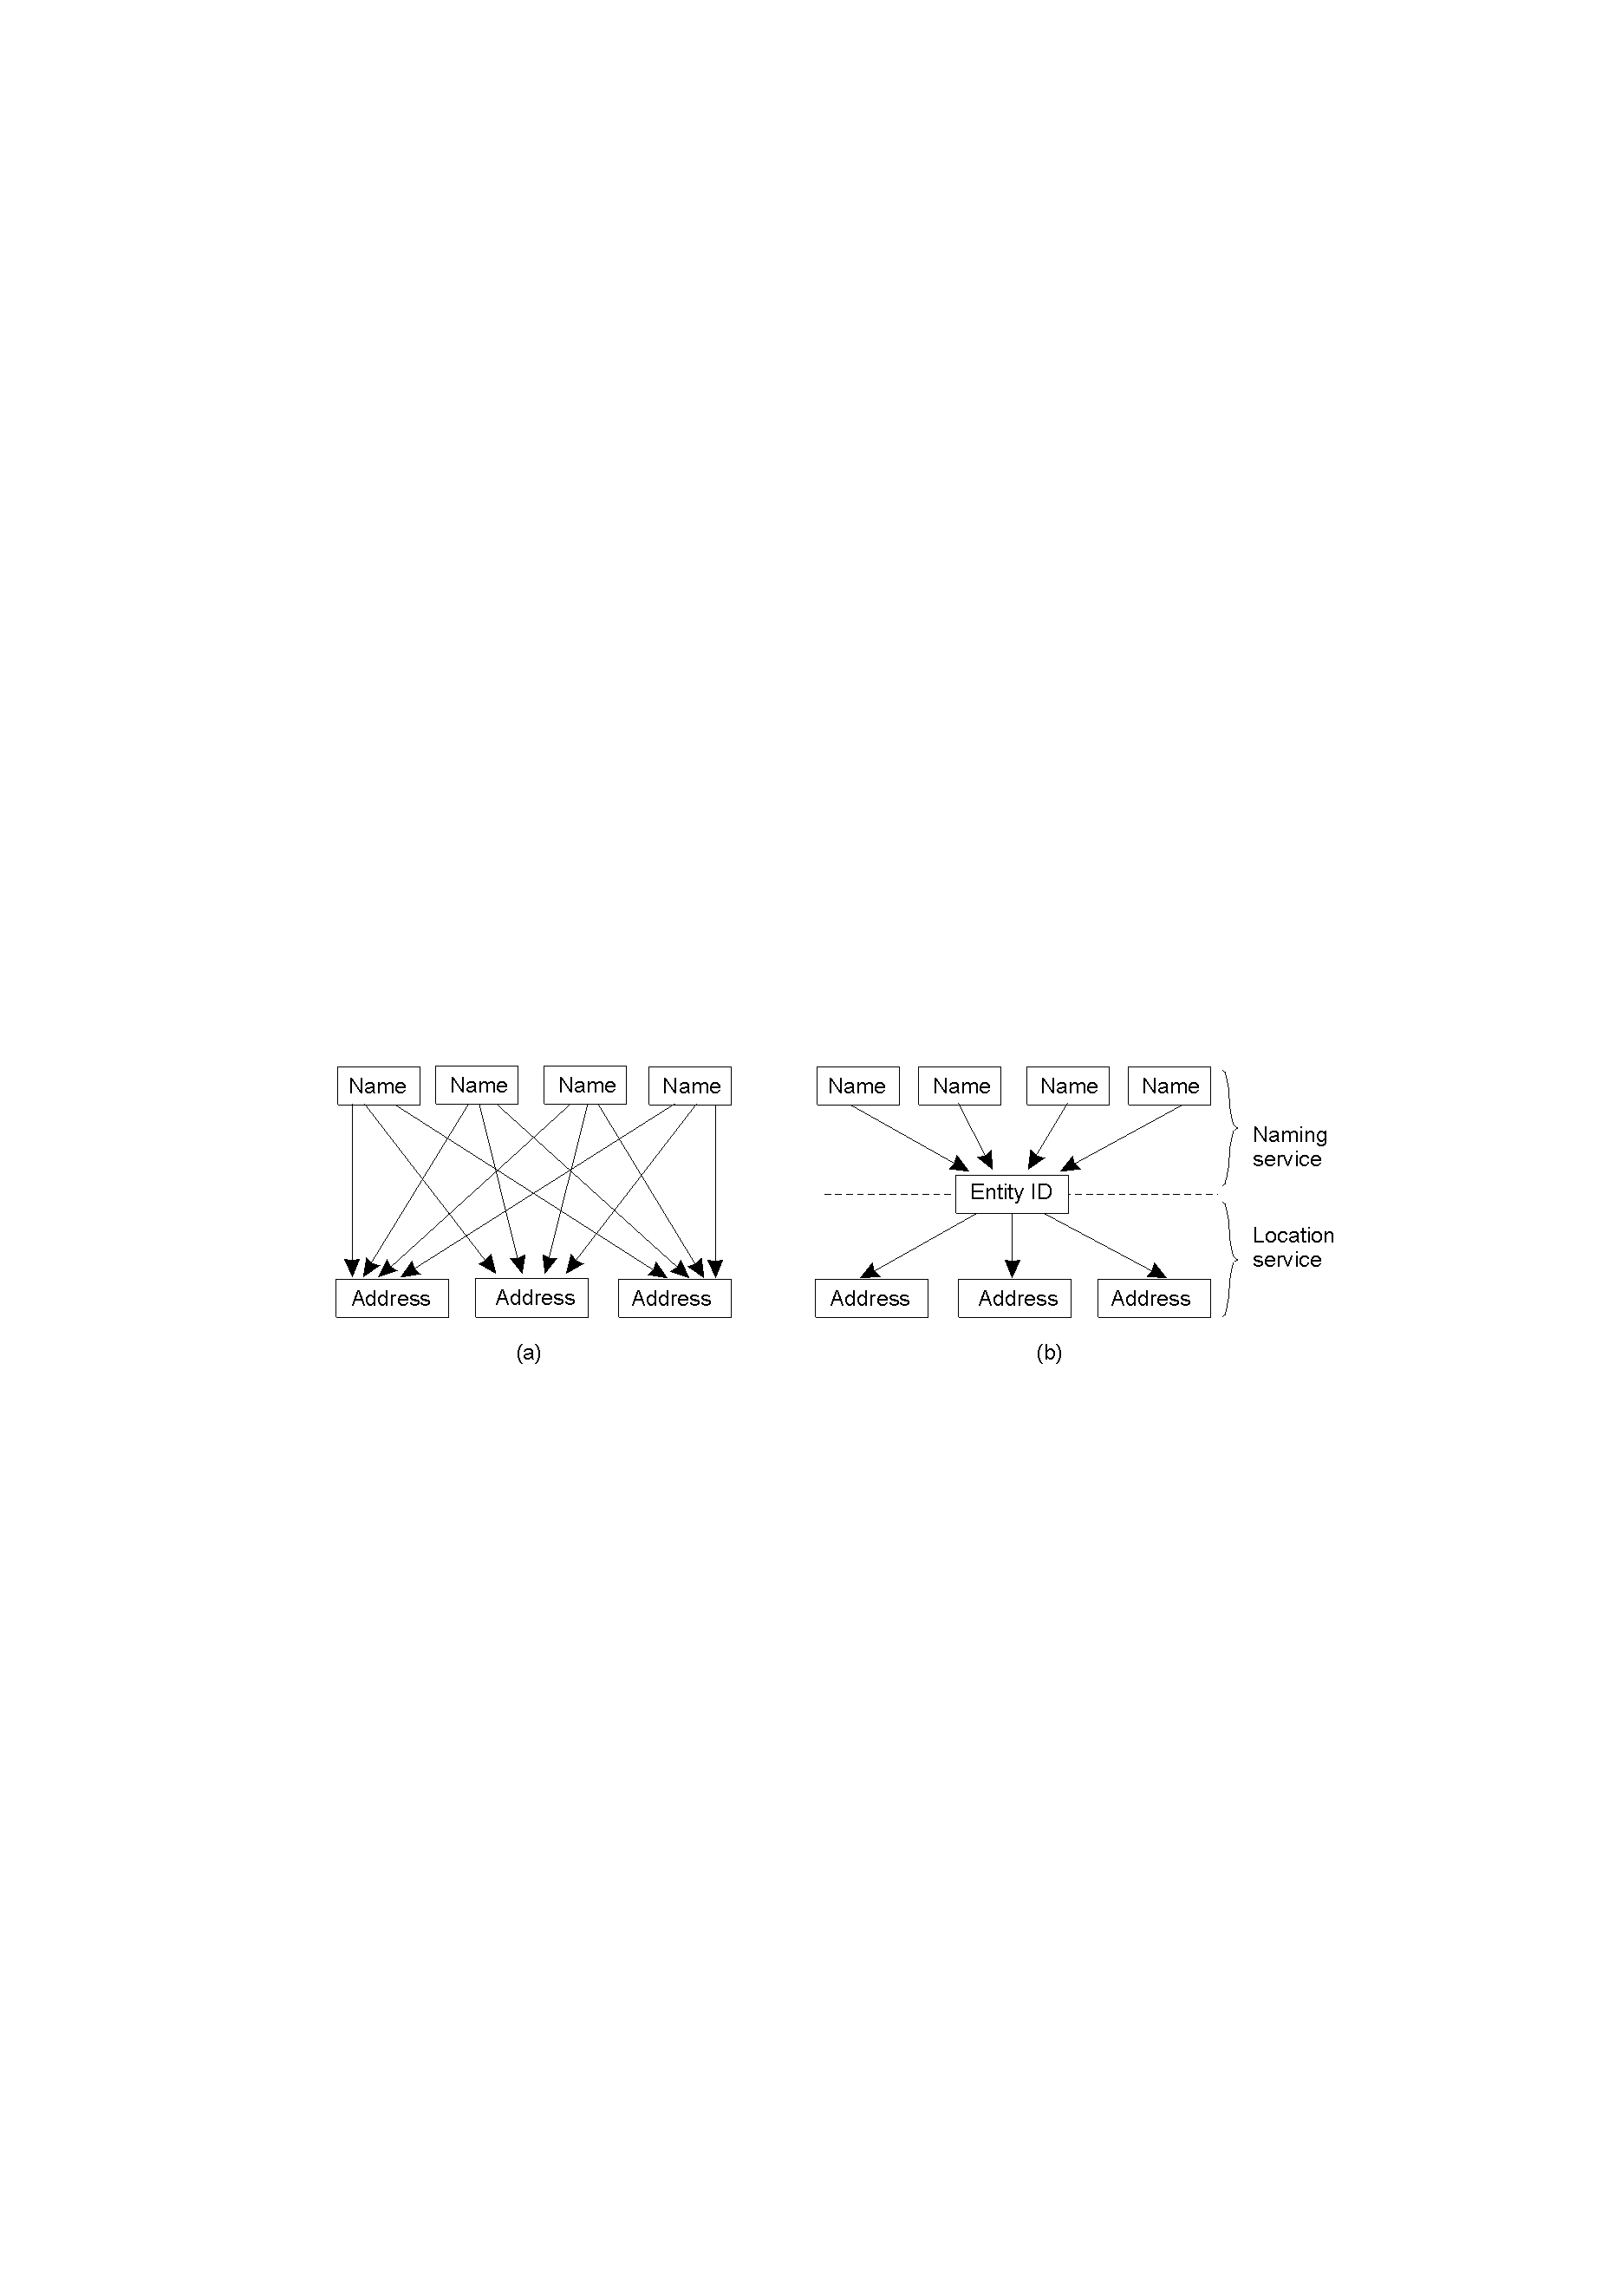 Name Name Name Name
Address Address Address
(a)
Name Name Name Name
Naming
service
Entity ID
Location
service
Address Address Address
(b)